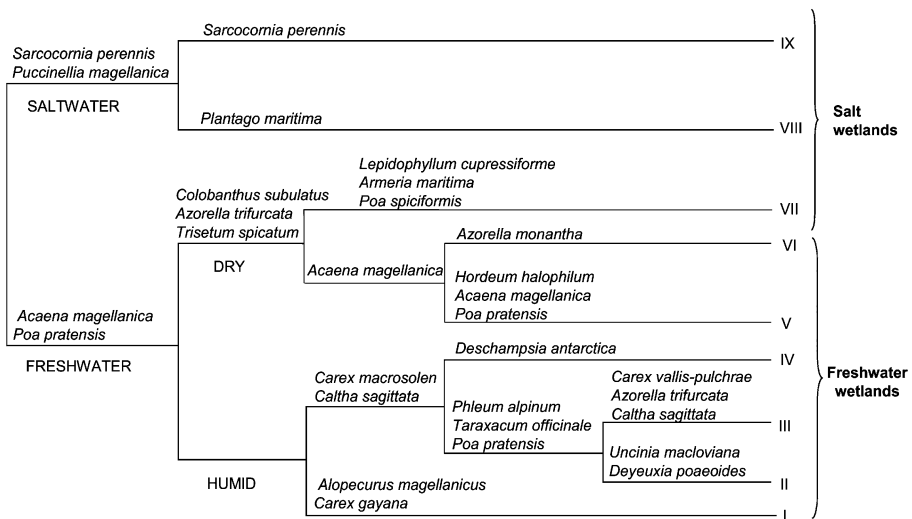 Sarcocornia perennis
IX
Sarcocornia perennis
Puccinellia magellanica
SALTWATER
Plantago maritima
VIII
Salt
wetlands
Lepidophyllum cupressiforme
Armeria maritima
Poa spiciformis
VII
Colobanthus subulatus
Azorella trifurcata
Trisetum spicatum
DRY
Azorella monantha
VI
Acaena magellanica
Hordeum halophilum
Acaena magellanica
Poa pratensis
V
Acaena magellanica
Poa pratensis
FRESHWATER
Deschampsia antarctica
IV
Freshwater
wetlands
Carex macrosolen
Caltha sagittata
Carex vallis-pulchrae
Azorella trifurcata
Caltha sagittata
III
Phleum alpinum
Taraxacum officinale
Poa pratensis
Uncinia macloviana
Deyeuxia poaeoides
II
HUMID
Alopecurus magellanicus
Carex gayana
I